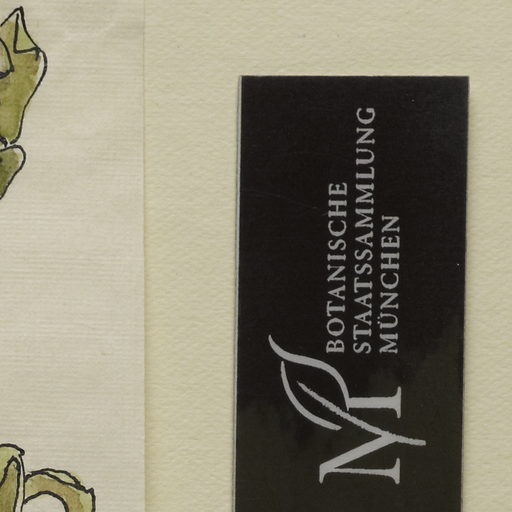 BOTANISCHE
STAATSSAMMLUNG
MÜNCHEN
M